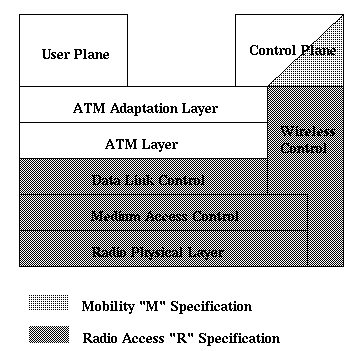 User Plane
Control Plane
ATM Adaptation Layer
Wireless
Control
ATM Layer
Data Link Control
Medium Access Control
Radio Physical Layer
Mobility "M" Specification
Radio Access "R" Specification